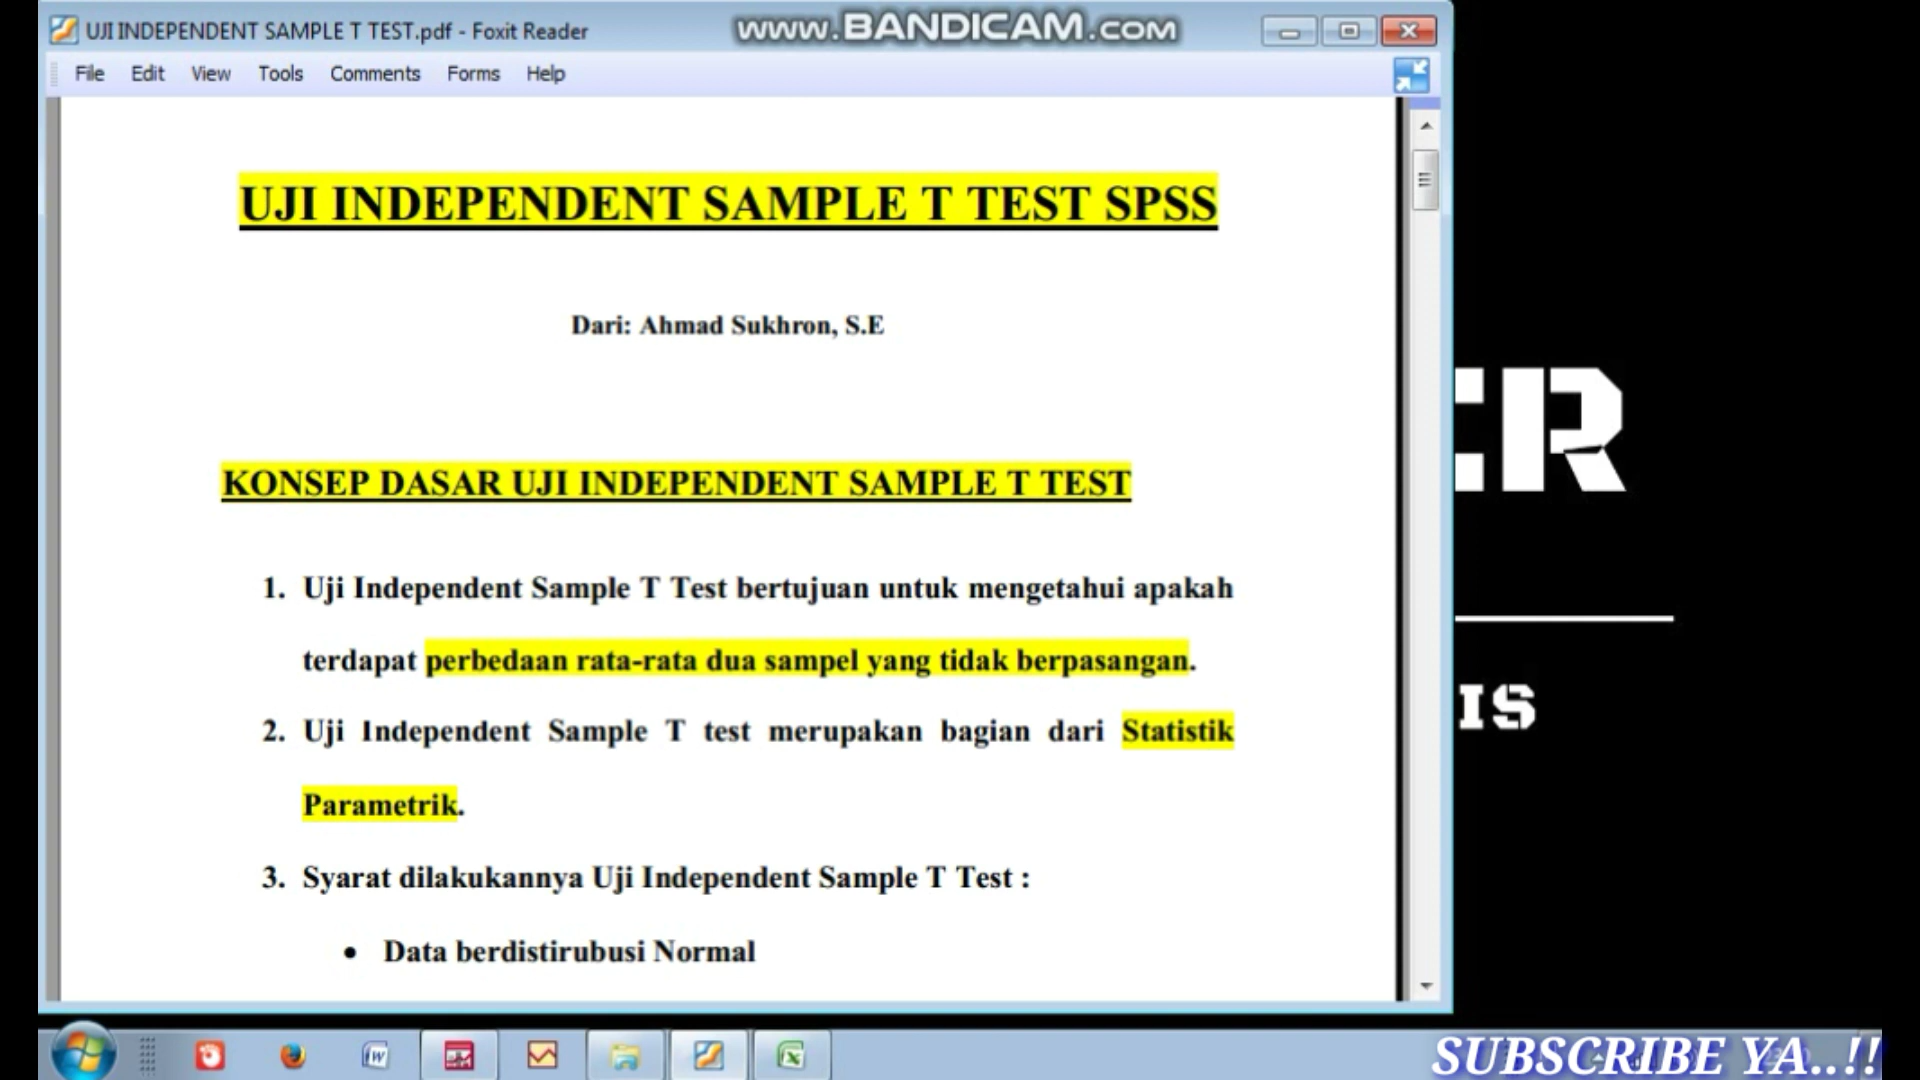 UJI INDEPENDENT SAMPLE T TEST.pdf - Foxit Reader
www.BANDICAM.com
File Edit View Tools Comments Forms Help
UJI INDEPENDENT SAMPLE T TEST SPSS
Dari: Ahmad Sukhron, S.E
KONSEP DASAR UJI INDEPENDENT SAMPLE T TEST
1. Uji Independent Sample T Test bertujuan untuk mengetahui apakah
terdapat perbedaan rata-rata dua sampel yang tidak berpasangan.
2. Uji Independent Sample T test merupakan bagian dari Statistik
Parametrik.
3. Syarat dilakukannya Uji Independent Sample T Test :
• Data berdistirubusi Normal
ER
IS
SUBSCRIBE YA..!!